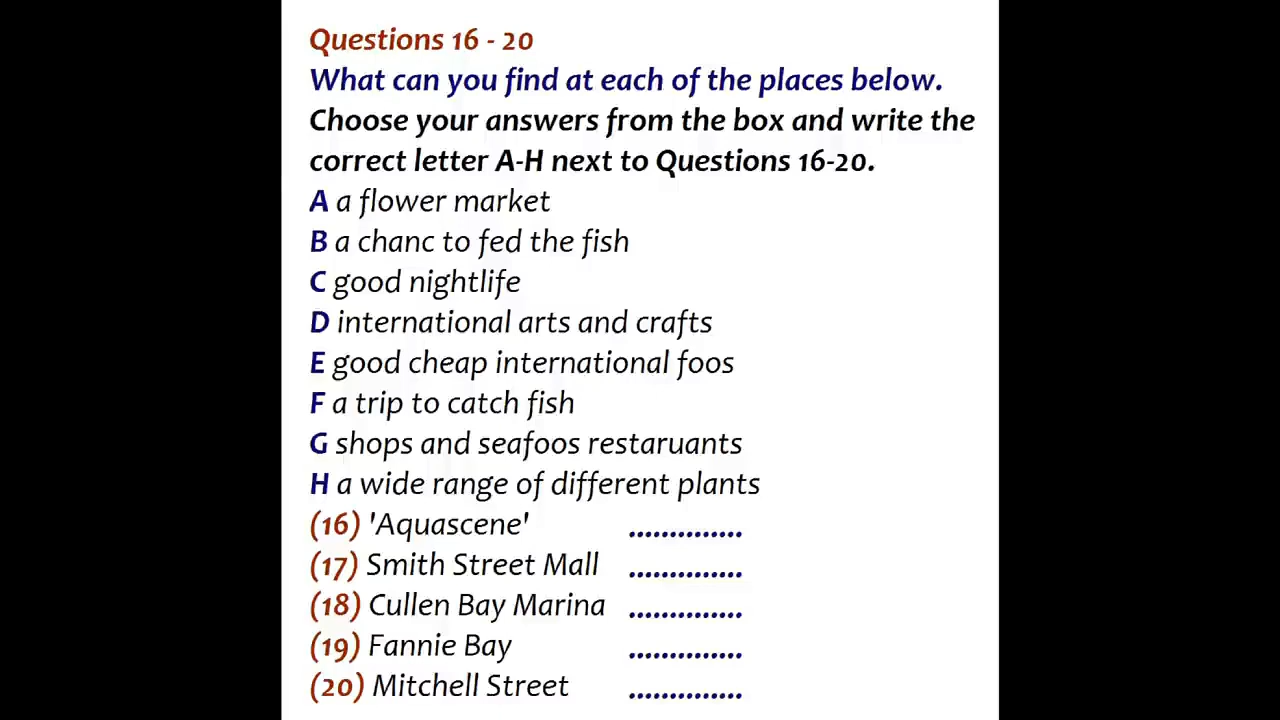 Questions 16 - 20
What can you find at each of the places below.
Choose your answers from the box and write the
correct letter A-H next to Questions 16-20.
A a flower market
B a chanc to fed the fish
C good nightlife
D international arts and crafts
E good cheap international foos
F a trip to catch fish
G shops and seafoos restaruants
H a wide range of different plants
(16) 'Aquascene' ..............
(17) Smith Street Mall ..............
(18) Cullen Bay Marina ..............
(19) Fannie Bay ..............
(20) Mitchell Street ..............